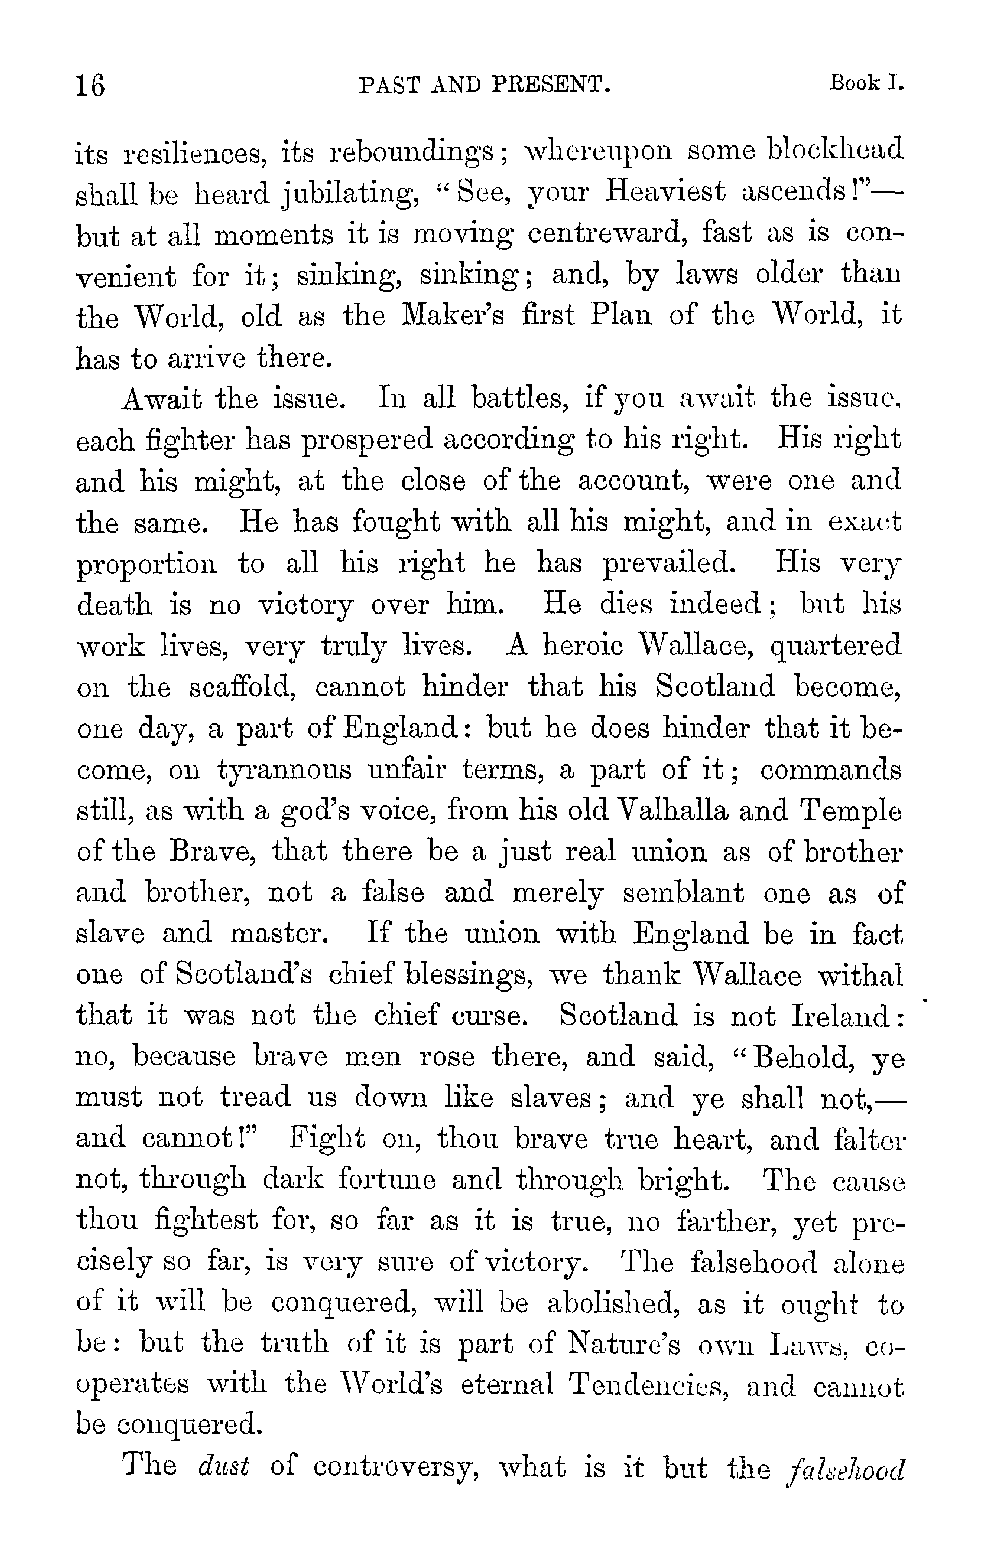 16 PAST AND PRESENT. Book I.
its resiliences, its reboundings; whereupon some blockhead
shall be heard jubilating, “See, your Heaviest ascends!”—
but at all moments it is moving centreward, fast as is con-
venient for it; sinking, sinking; and, by laws older than
the World, old as the Maker’s first Plan of the World, it
has to arrive there.
Await the issue. In all battles, if you await the issue,
each fighter has prospered according to his right. His right
and his might, at the close of the account, were one and
the same. He has fought with all his might, and in exact
proportion to all his right he has prevailed. His very
death is no victory over him. He dies indeed; but his
work lives, very truly lives. A heroic Wallace, quartered
on the scaffold, cannot hinder that his Scotland become,
one day, a part of England: but he does hinder that it be-
come, on tyrannous unfair terms, a part of it; commands
still, as with a god’s voice, from his old Valhalla and Temple
of the Brave, that there be a just real union as of brother
and brother, not a false and merely semblant one as of
slave and master. If the union with England be in fact
one of Scotland’s chief blessings, we thank Wallace withal
that it was not the chief curse. Scotland is not Ireland:
no, because brave men rose there, and said, “Behold, ye
must not tread us down like slaves; and ye shall not,—
and cannot!” Fight on, thou brave true heart, and falter
not, through dark fortune and through bright. The cause
thou fightest for, so far as it is true, no farther, yet pre-
cisely so far, is very sure of victory. The falsehood alone
of it will be conquered, will be abolished, as it ought to
be: but the truth of it is part of Nature’s own Laws, co-
operates with the World’s eternal Tendencies, and cannot
be conquered.
The dust of controversy, what is it but the falsehood